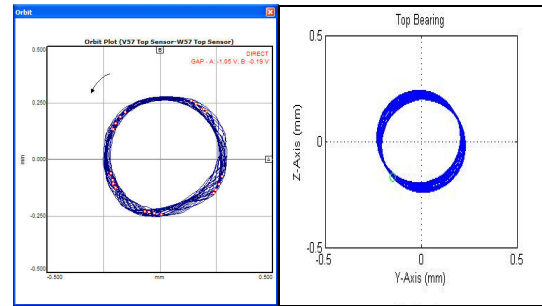 Orbit
Orbit Plot (V57 Top Sensor-W57 Top Sensor)
DIRECT
GAP - A: -1.05 V, B: -0.19 V
B
A
0.500
0.250
0.000
-0.250
-0.500
mm
-0.500
mm
0.500
Top Bearing
0.5
0
-0.5
Z-Axis (mm)
-0.5
0
0.5
Y-Axis (mm)